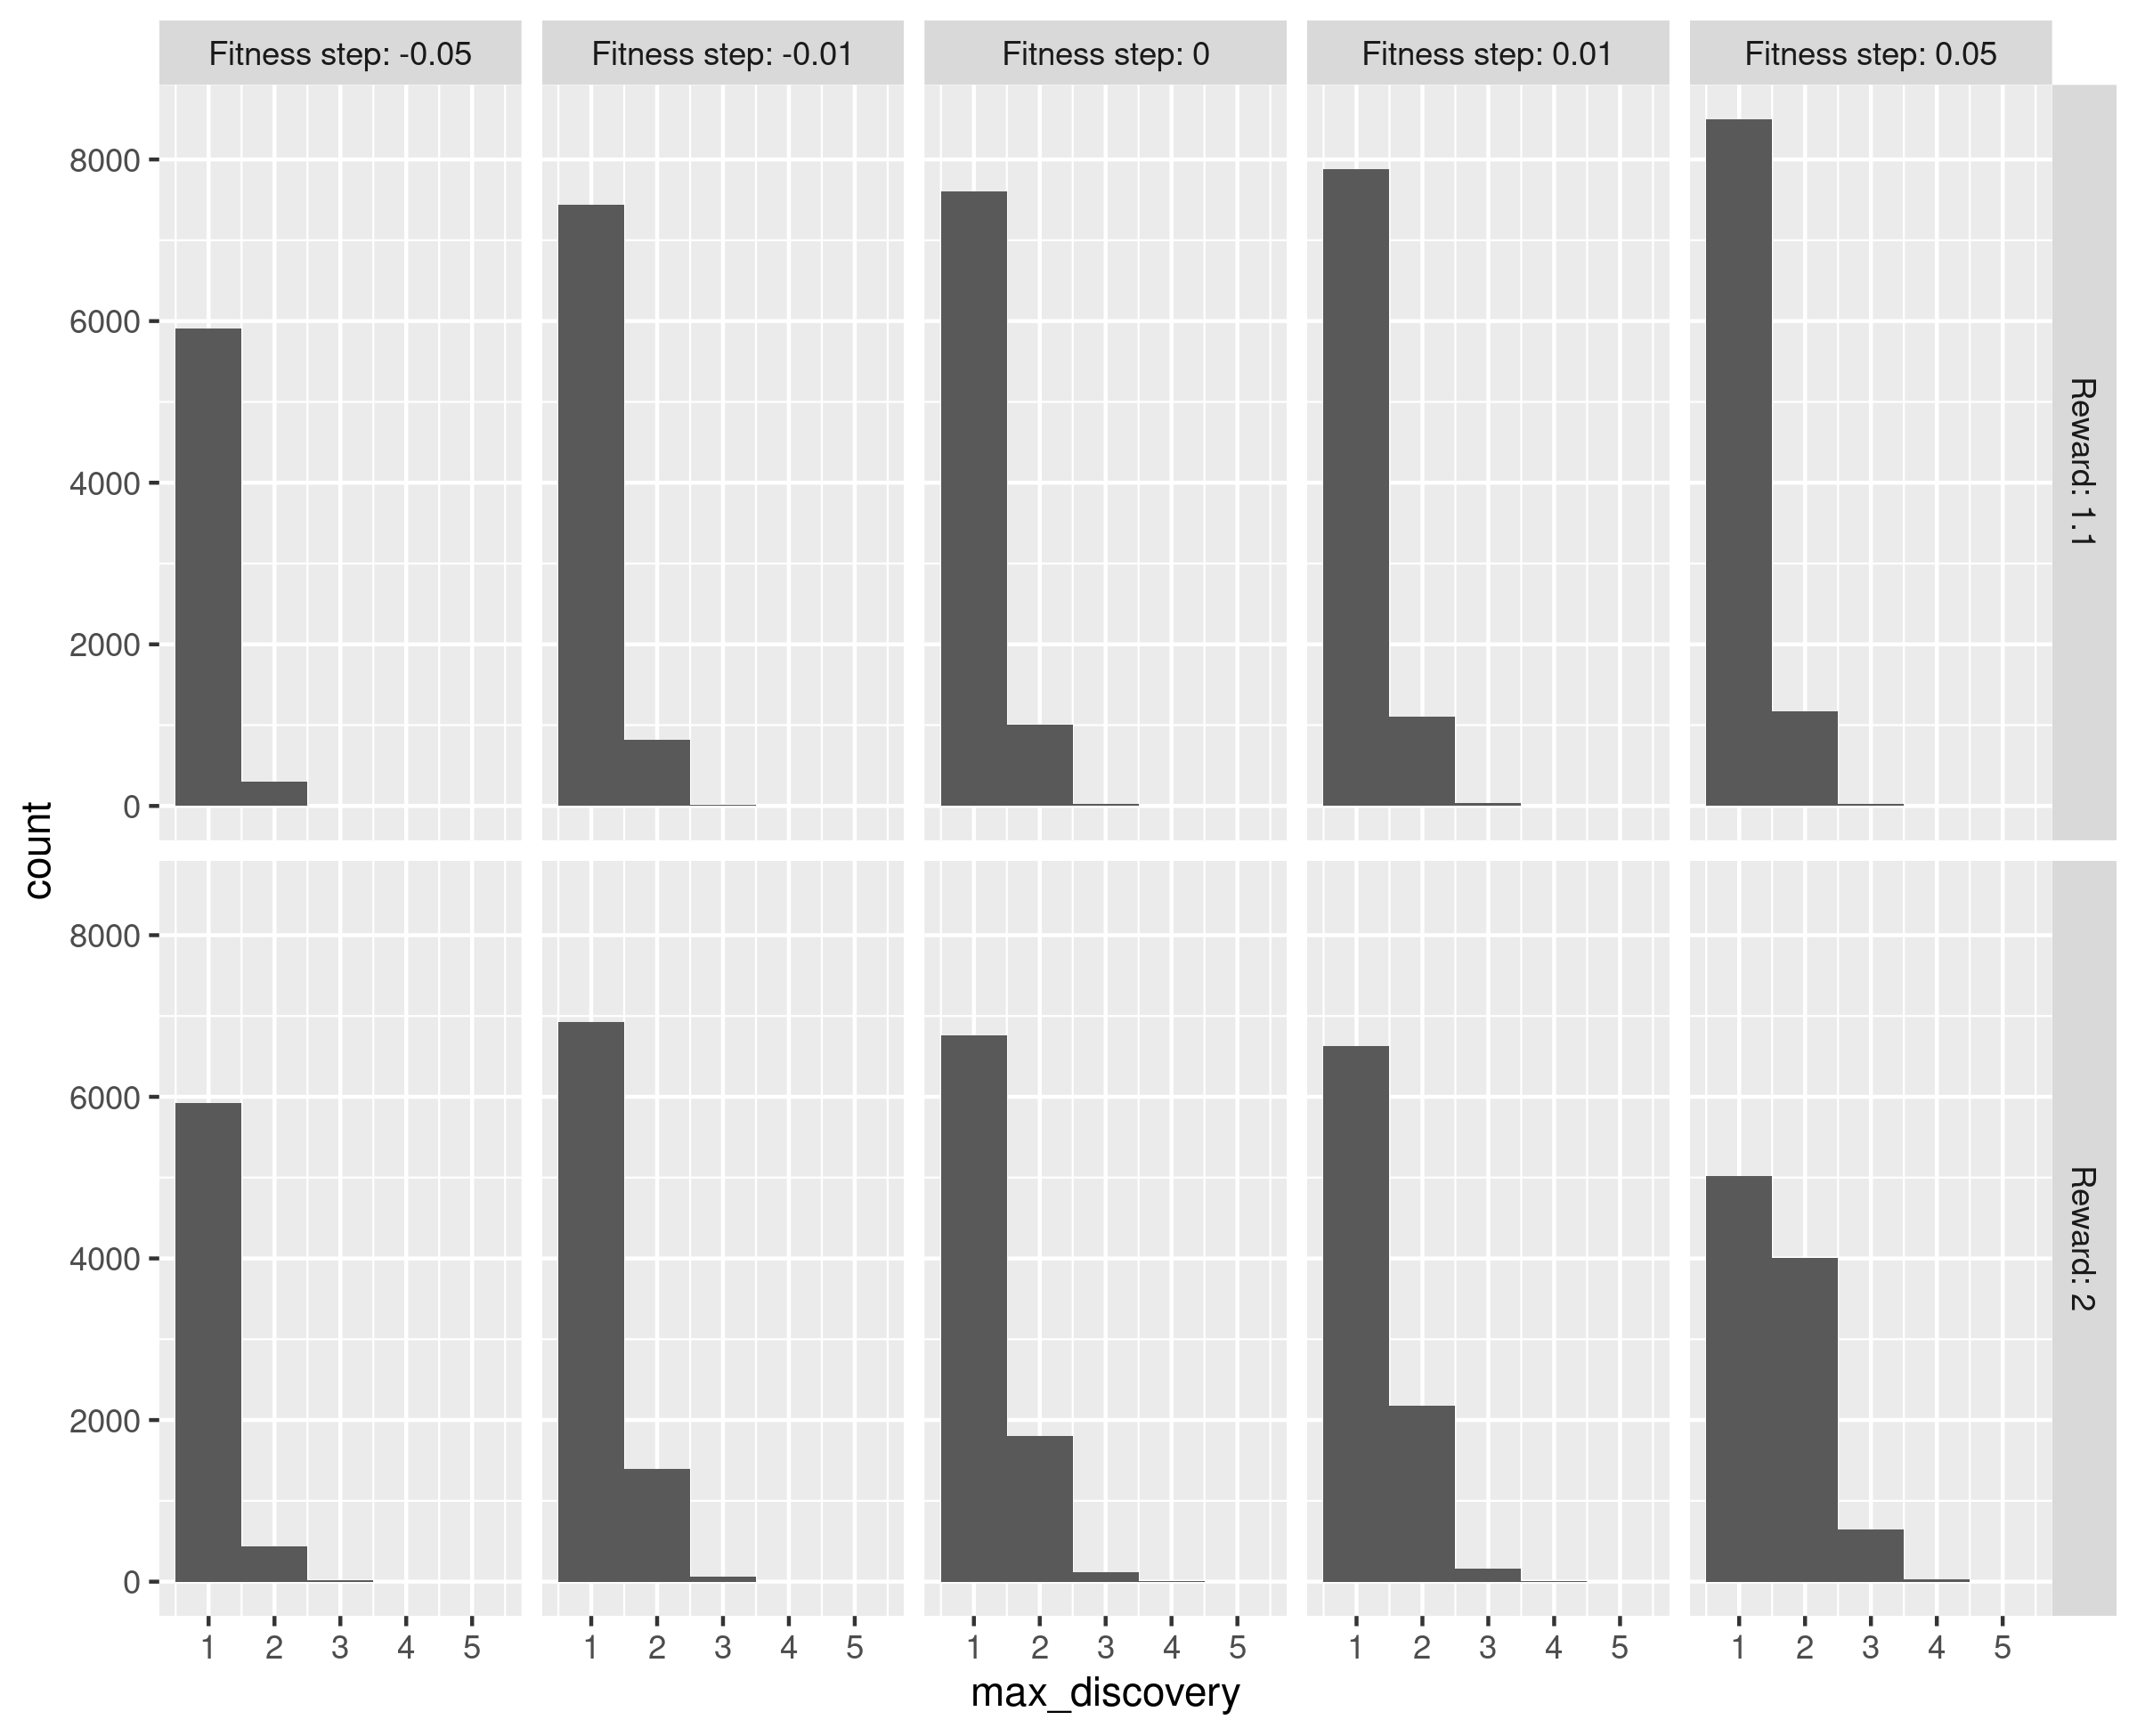 Fitness step: -0.05
Fitness step: -0.01
Fitness step: 0
Fitness step: 0.01
Fitness step: 0.05
8000
6000
4000
2000
0
Reward: 1.1
count
8000
6000
4000
2000
0
Reward: 2
1 2 3 4 5
1 2 3 4 5
1 2 3 4 5
1 2 3 4 5
1 2 3 4 5
max_discovery